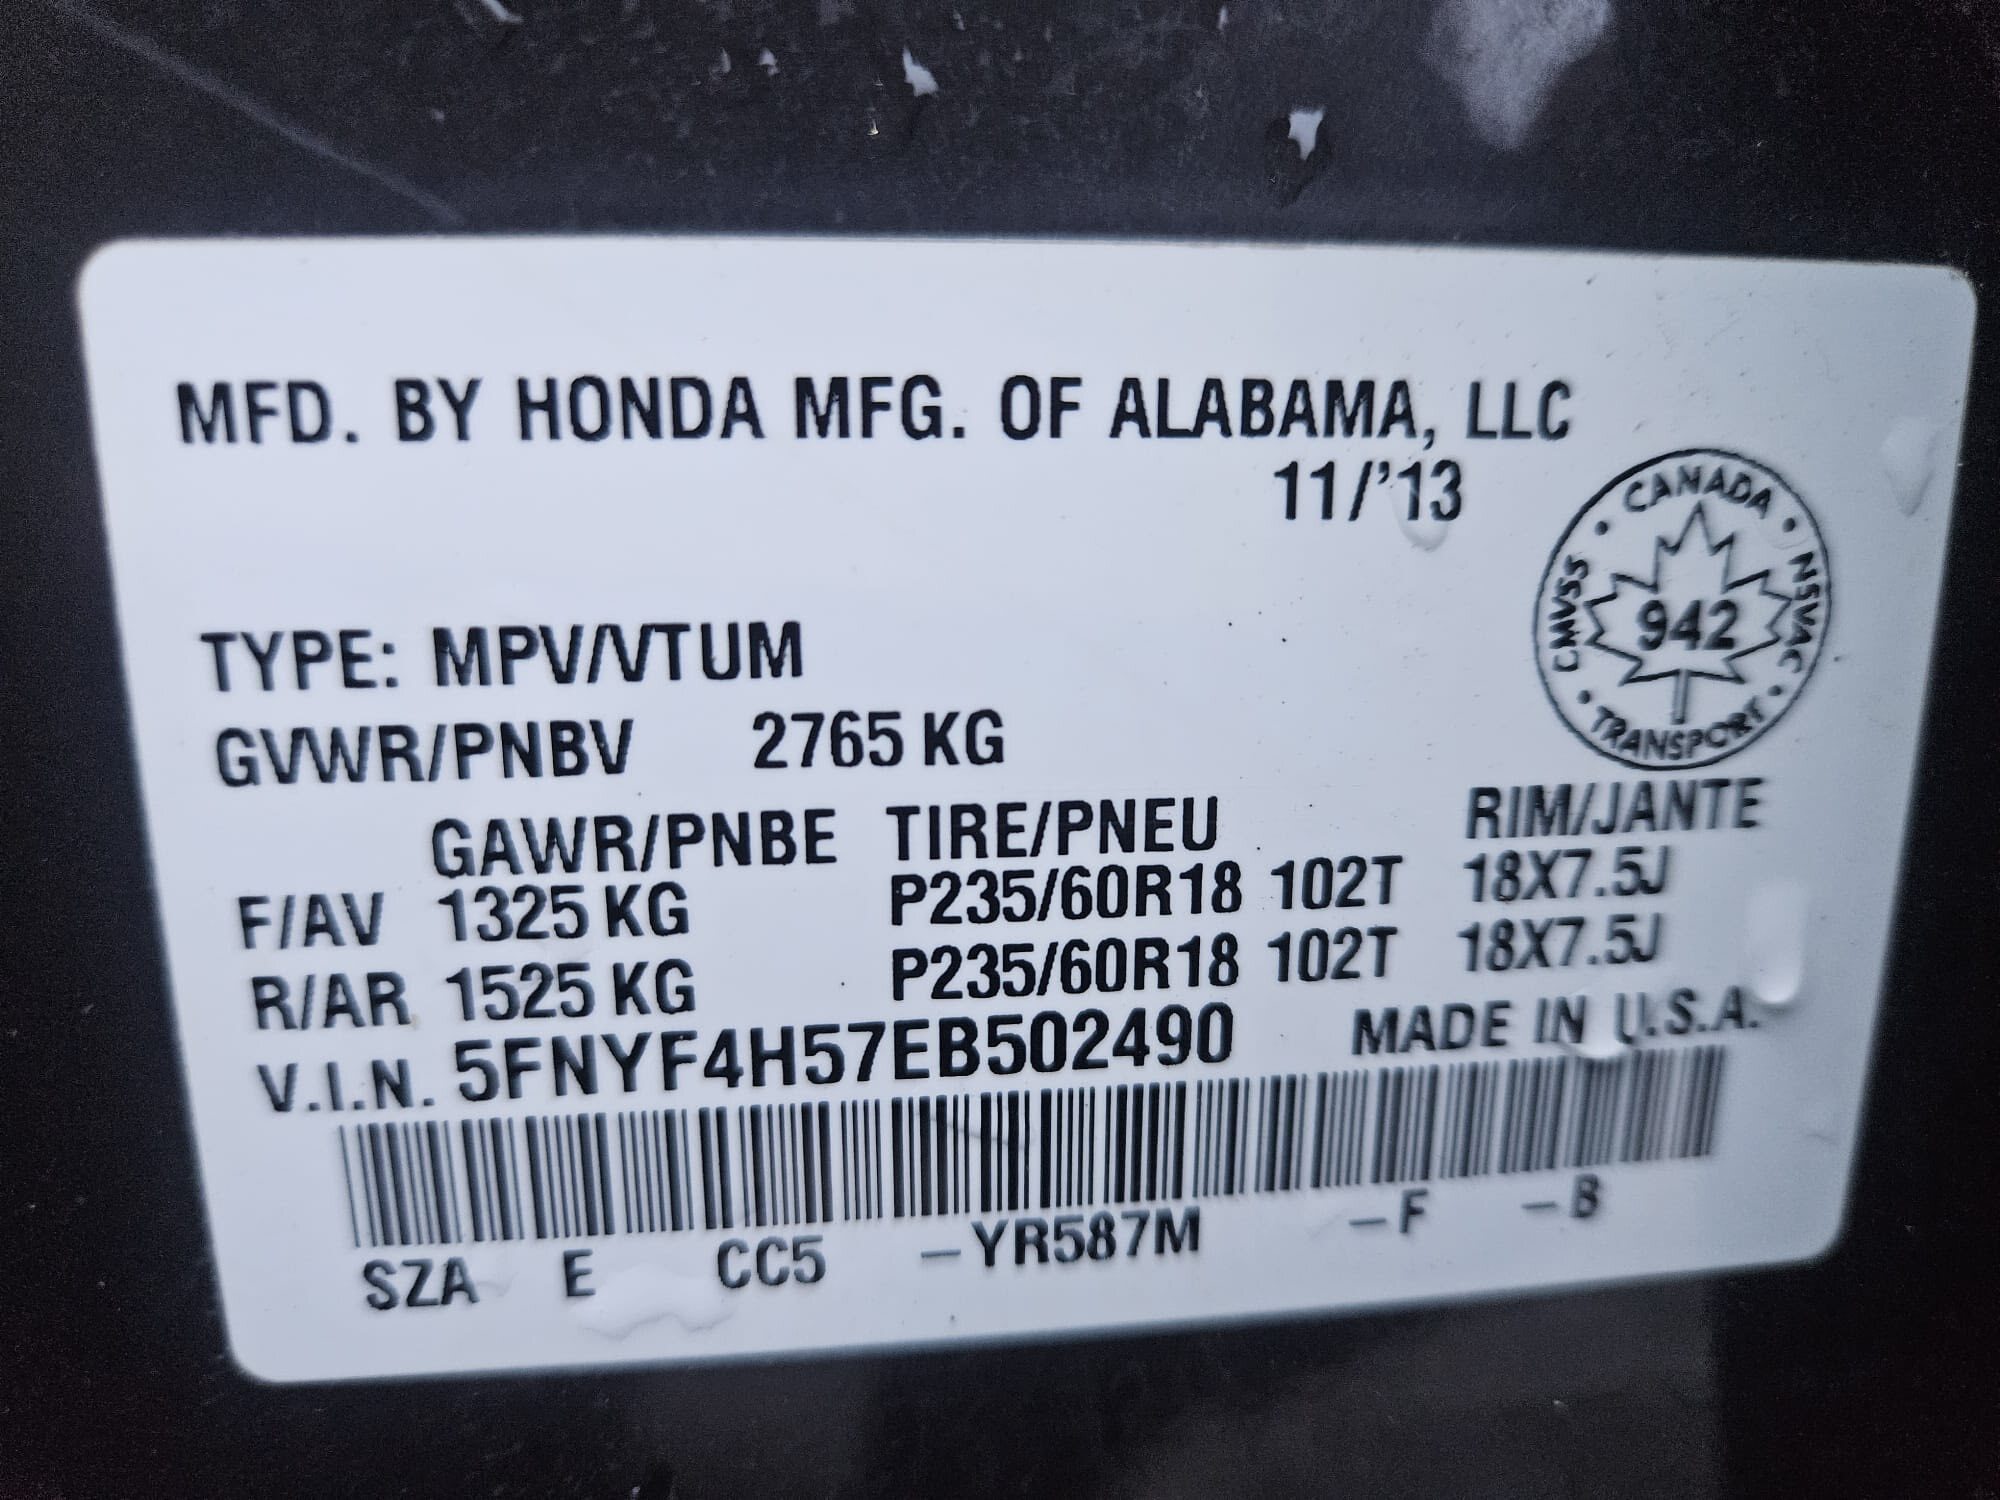 MFD. BY HONDA MFG. OF ALABAMA, LLC
11/'13
CANADA
CMVSS
942
NSVAC
TRANSPORT
TYPE: MPV/VTUM
GVWR/PNBV 2765 KG
GAWR/PNBE TIRE/PNEU RIM/JANTE
F/AV 1325 KG P235/60R18 102T 18X7.5J
R/AR 1525 KG P235/60R18 102T 18X7.5J
V.I.N. 5FNYF4H57EB502490 MADE IN U.S.A.
SZA E CC5 –YR587M –F –B